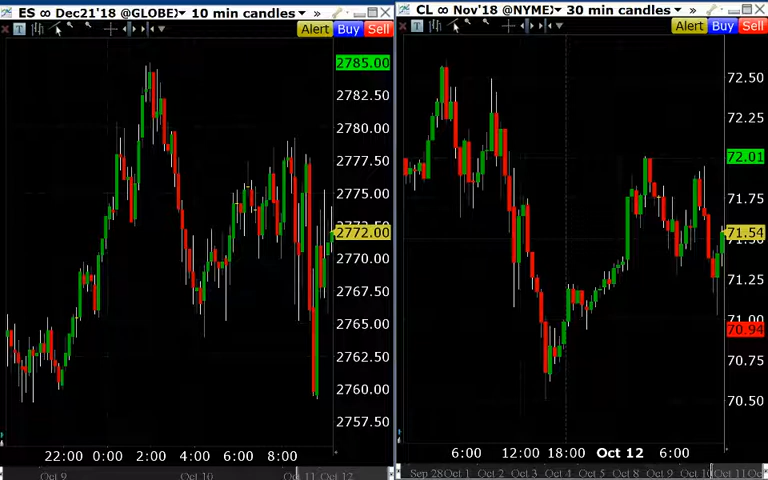 ES ∞ Dec21'18 @GLOBE) 10 min candles »
T Alert Buy Sell
2785.00
2782.50
2780.00
2777.50
2775.00
2772.00
2770.00
2767.50
2765.00
2762.50
2760.00
2757.50
22:00 0:00 2:00 4:00 6:00 8:00
Oct 9 Oct 10 Oct 11 Oct 12
CL ∞ Nov'18 @NYME) 30 min candles »
T Alert Buy Sell
72.50
72.25
72.01
71.75
71.54
71.25
71.00
70.94
70.75
70.50
6:00 12:00 18:00 Oct 12 6:00
Sep 28 Oct 1 Oct 2 Oct 3 Oct 4 Oct 5 Oct 8 Oct 9 Oct 10 Oct 11 Oct